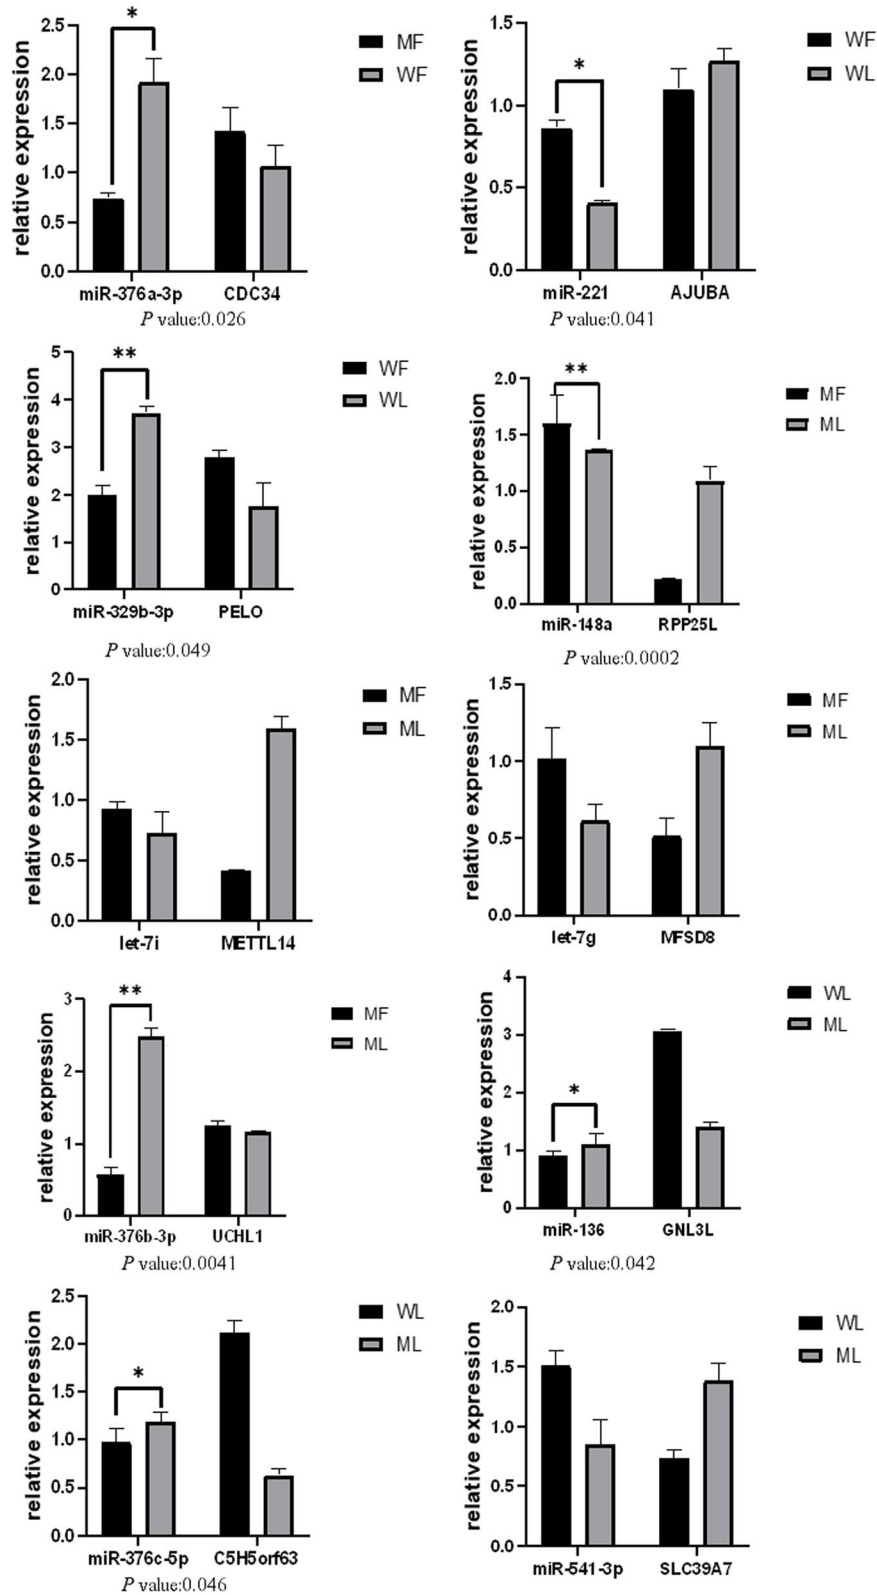 *
2.5
2.0
1.5
1.0
0.5
0.0
relative expression
MF
WF
miR-376a-3p CDC34
P value:0.026
*
1.5
1.0
0.5
0.0
relative expression
WF
WL
miR-221 AJUBA
P value:0.041
**
5
4
3
2
1
0
relative expression
WF
WL
miR-329b-3p PELO
P value:0.049
**
2.0
1.5
1.0
0.5
0.0
relative expression
MF
ML
miR-148a RPP25L
P value:0.0002
2.0
1.5
1.0
0.5
0.0
relative expression
MF
ML
let-7i METTL14
1.5
1.0
0.5
0.0
relative expression
MF
ML
let-7g MFSD8
**
3
2
1
0
relative expression
MF
ML
miR-376b-3p UCHL1
P value:0.0041
*
4
3
2
1
0
relative expression
WL
ML
miR-136 GNL3L
P value:0.042
*
2.5
2.0
1.5
1.0
0.5
0.0
relative expression
WL
ML
miR-376c-5p C5H5orf63
P value:0.046
2.0
1.5
1.0
0.5
0.0
relative expression
WL
ML
miR-541-3p SLC39A7